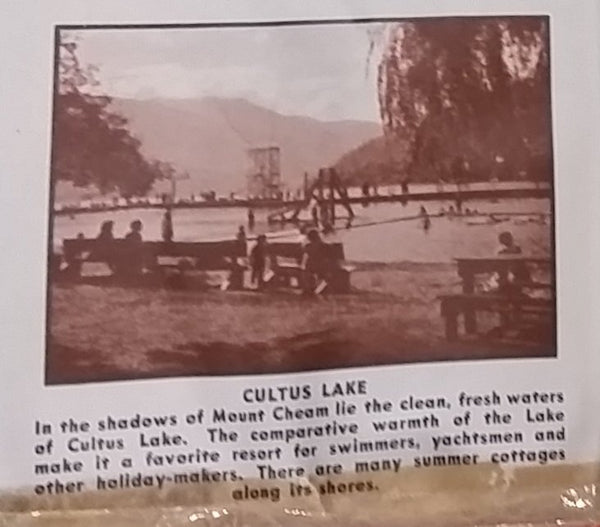 CULTUS LAKE
In the shadows of Mount Cheam lie the clean, fresh waters
of Cultus Lake. The comparative warmth of the Lake
make it a favorite resort for swimmers, yachtsmen and
other holiday-makers. There are many summer cottages
along its shores.